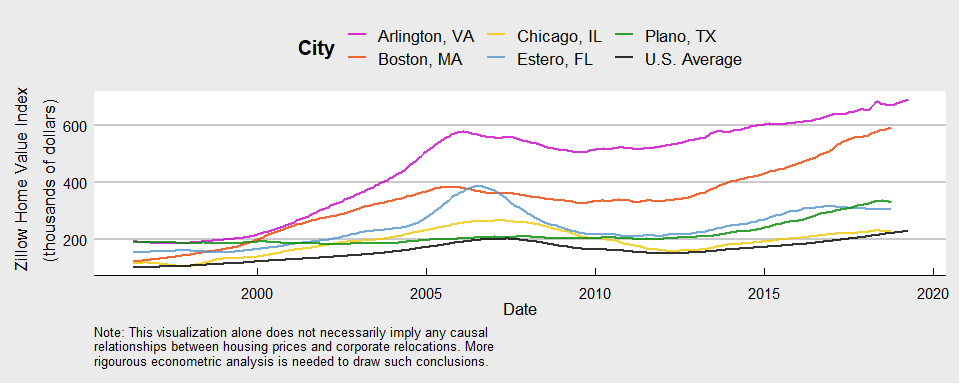 City
Arlington, VA
Chicago, IL
Plano, TX
Boston, MA
Estero, FL
U.S. Average
Zillow Home Value Index
(thousands of dollars)
600
400
200
2000
2005
2010
2015
2020
Date
Note: This visualization alone does not necessarily imply any causal
relationships between housing prices and corporate relocations. More
rigourous econometric analysis is needed to draw such conclusions.